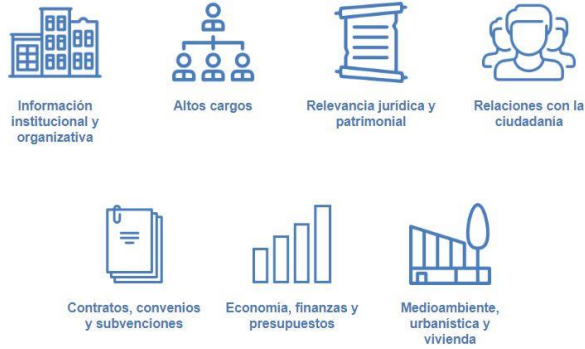 Información
institucional y
organizativa
Altos cargos
Relevancia jurídica y
patrimonial
Relaciones con la
ciudadania
Contratos, convenios
y subvenciones
Economía, finanzas y
presupuestos
Medioambiente,
urbanística y
vivienda